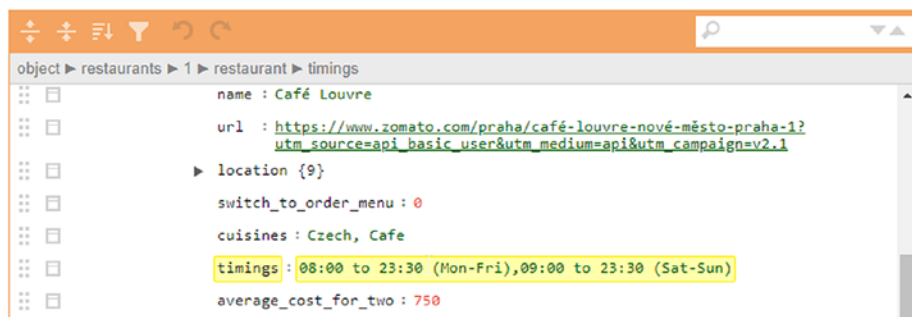 object ► restaurants ► 1 ► restaurant ► timings
name : Café Louvre
url : https://www.zomato.com/praha/café-louvre-nové-město-praha-1?
utm_source=api_basic_user&utm_medium=api&utm_campaign=v2.1
► location {9}
switch_to_order_menu : 0
cuisines : Czech, Cafe
timings : 08:00 to 23:30 (Mon-Fri),09:00 to 23:30 (Sat-Sun)
average_cost_for_two : 750